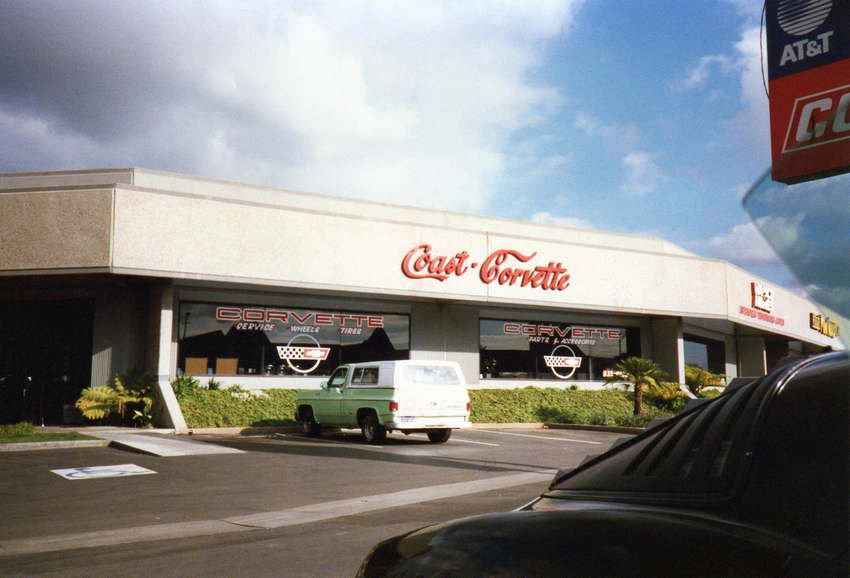 AT&T
Coast-Corvette
CORVETTE
SERVICE WHEELS TIRES
CORVETTE
PARTS & ACCESSORIES